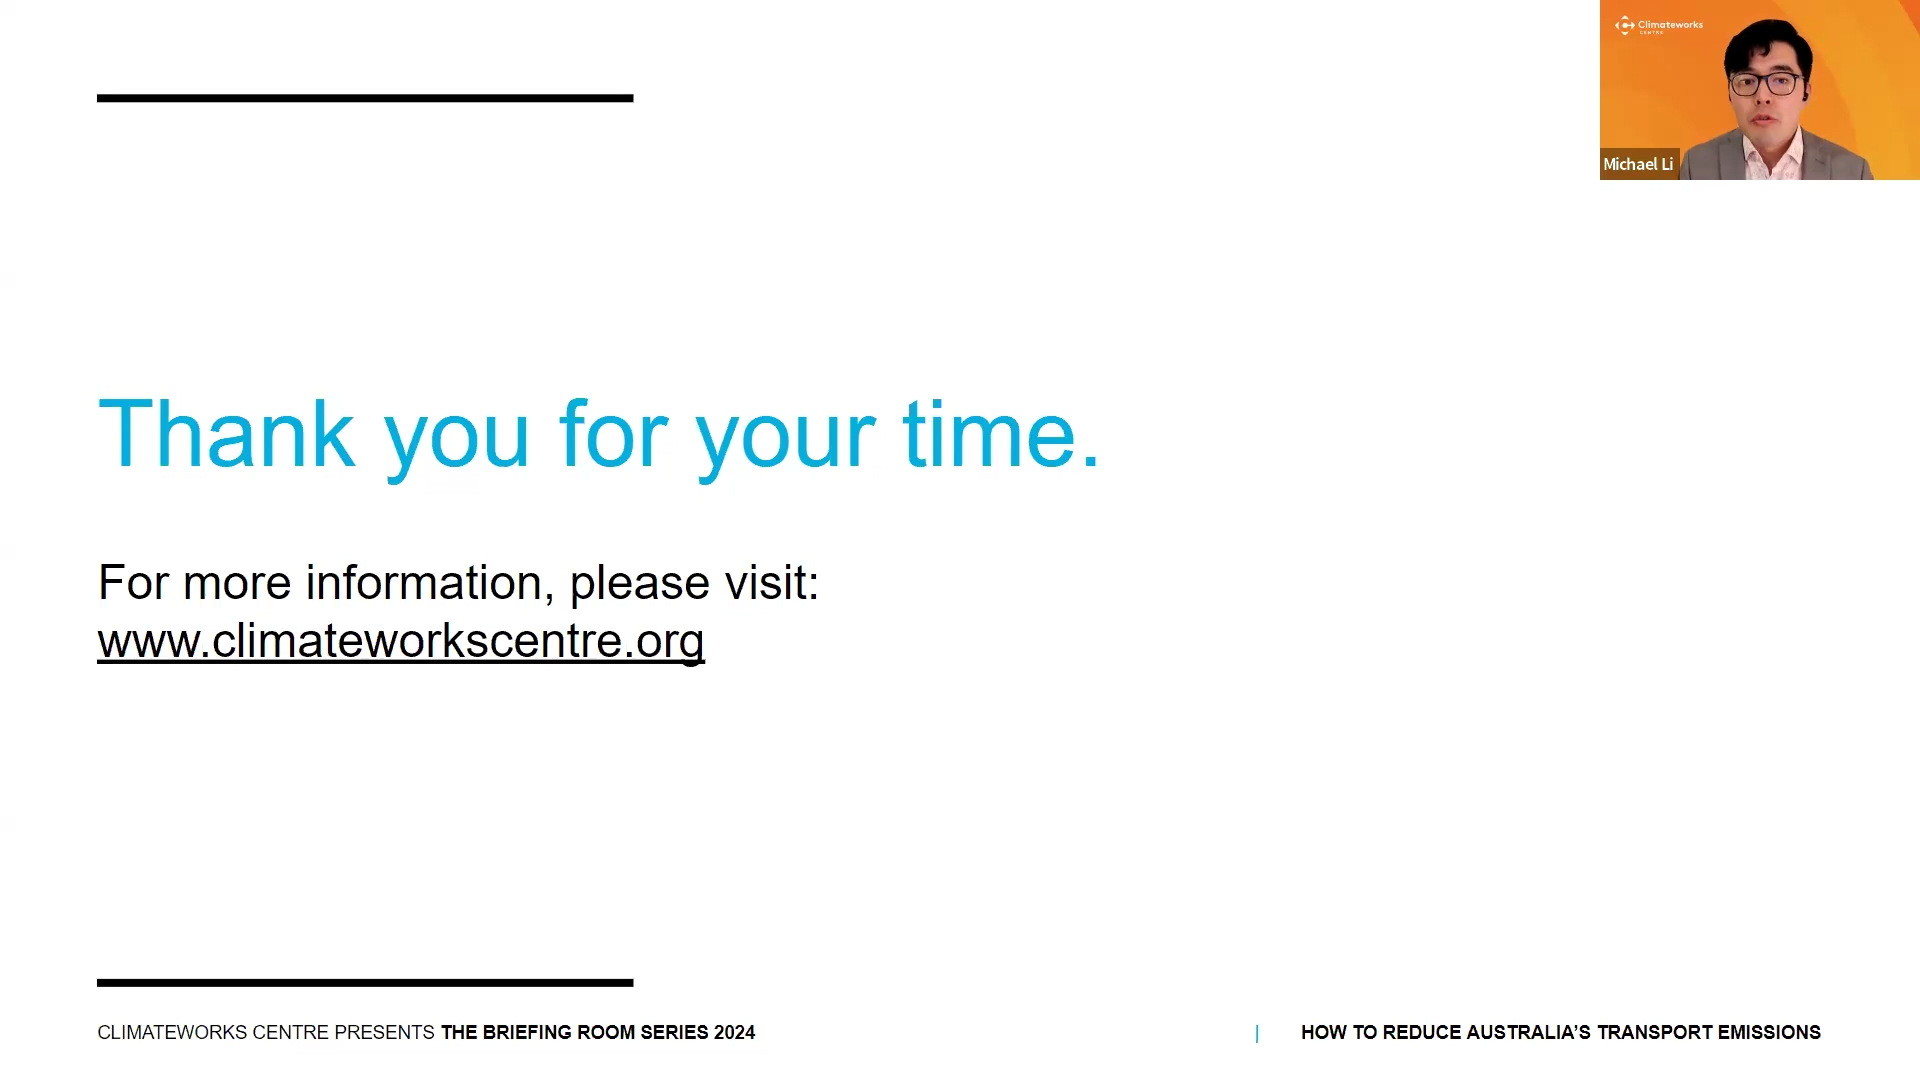 Climateworks
CENTRE
Michael Li
Thank you for your time.
For more information, please visit:
www.climateworkscentre.org
CLIMATEWORKS CENTRE PRESENTS THE BRIEFING ROOM SERIES 2024
| HOW TO REDUCE AUSTRALIA’S TRANSPORT EMISSIONS